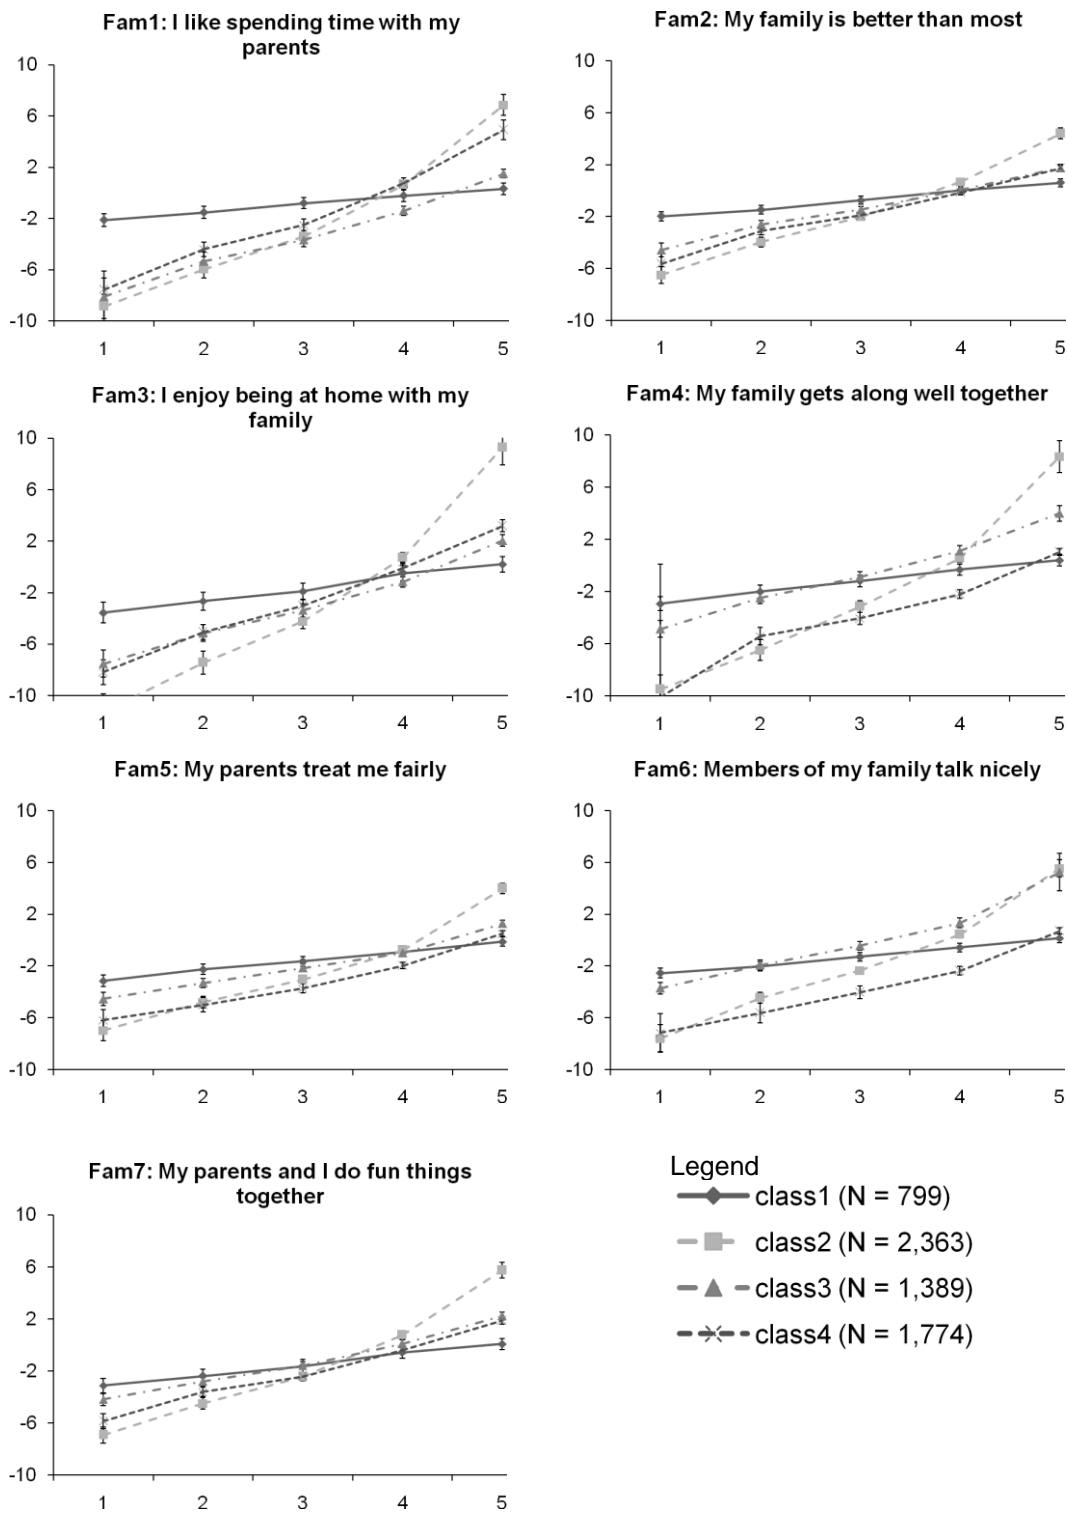 Fam1: I like spending time with my
parents
10
6
2
-2
-6
-10
1 2 3 4 5
Fam2: My family is better than most
10
6
2
-2
-6
-10
1 2 3 4 5
Fam3: I enjoy being at home with my
family
10
6
2
-2
-6
-10
1 2 3 4 5
Fam4: My family gets along well together
10
6
2
-2
-6
-10
1 2 3 4 5
Fam5: My parents treat me fairly
10
6
2
-2
-6
-10
1 2 3 4 5
Fam6: Members of my family talk nicely
10
6
2
-2
-6
-10
1 2 3 4 5
Fam7: My parents and I do fun things
together
10
6
2
-2
-6
-10
1 2 3 4 5
Legend
class1 (N = 799)
class2 (N = 2,363)
class3 (N = 1,389)
class4 (N = 1,774)